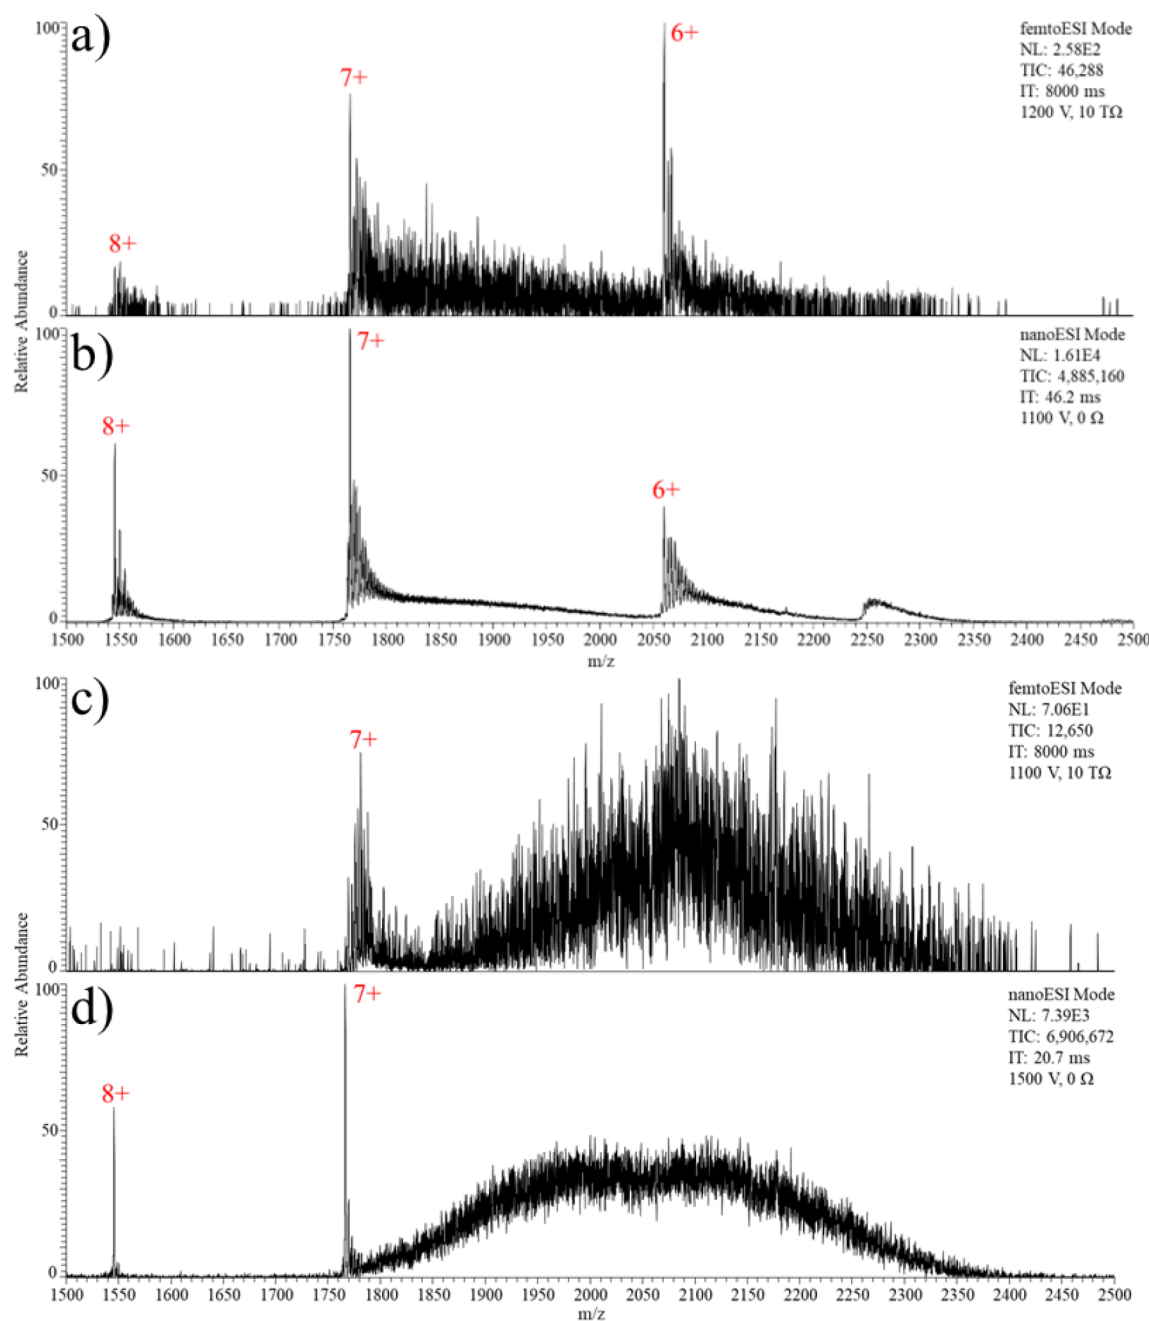 a)
femtoESI Mode
NL: 2.58E2
TIC: 46,288
IT: 8000 ms
1200 V, 10 TΩ
100
50
0
8+
7+
6+
b)
nanoESI Mode
NL: 1.61E4
TIC: 4,885,160
IT: 46.2 ms
1100 V, 0 Ω
100
50
0
8+
7+
6+
Relative Abundance
1500 1550 1600 1650 1700 1750 1800 1850 1900 1950 2000 2050 2100 2150 2200 2250 2300 2350 2400 2450 2500
m/z
c)
femtoESI Mode
NL: 7.06E1
TIC: 12,650
IT: 8000 ms
1100 V, 10 TΩ
100
50
0
7+
d)
nanoESI Mode
NL: 7.39E3
TIC: 6,906,672
IT: 20.7 ms
1500 V, 0 Ω
100
50
0
8+
7+
Relative Abundance
1500 1550 1600 1650 1700 1750 1800 1850 1900 1950 2000 2050 2100 2150 2200 2250 2300 2350 2400 2450 2500
m/z